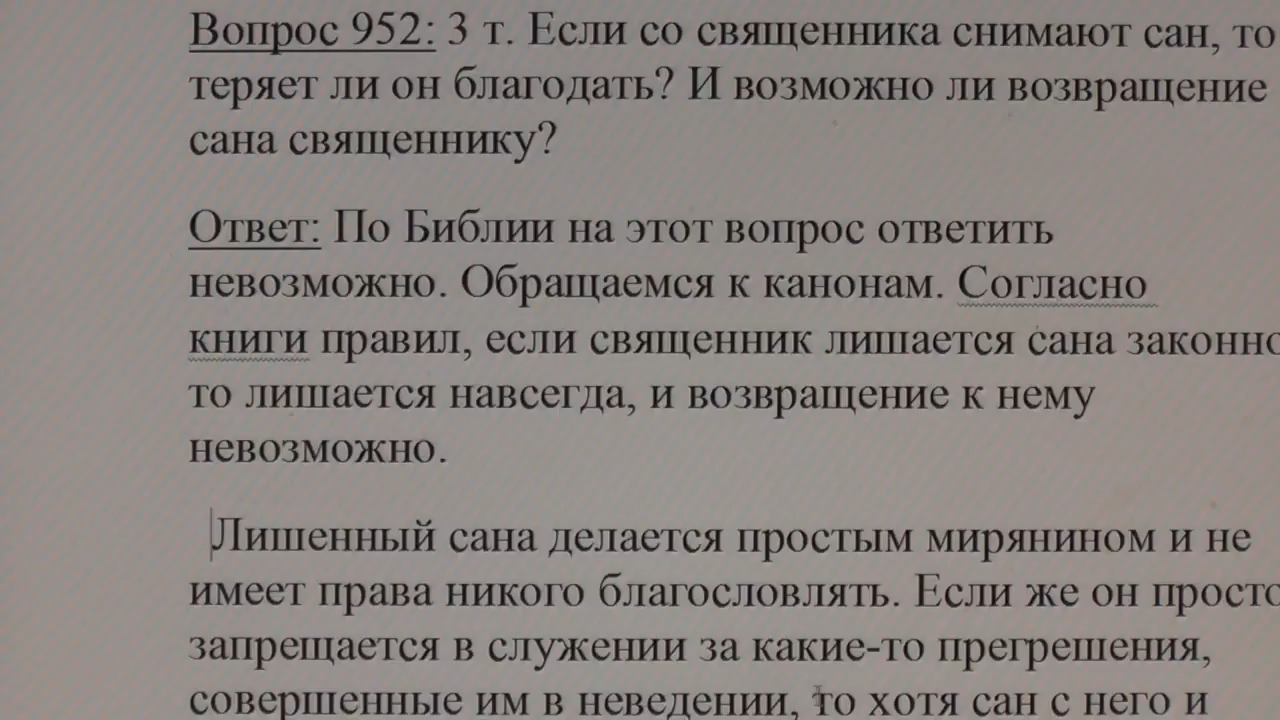 Вопрос 952: 3 т. Если со священника снимают сан, то
теряет ли он благодать? И возможно ли возвращение
сана священнику?
Ответ: По Библии на этот вопрос ответить
невозможно. Обращаемся к канонам. Согласно
книги правил, если священник лишается сана законно
то лишается навсегда, и возвращение к нему
невозможно.
Лишенный сана делается простым мирянином и не
имеет права никого благословлять. Если же он просто
запрещается в служении за какие-то прегрешения,
совершенные им в неведении, то хотя сан с него и